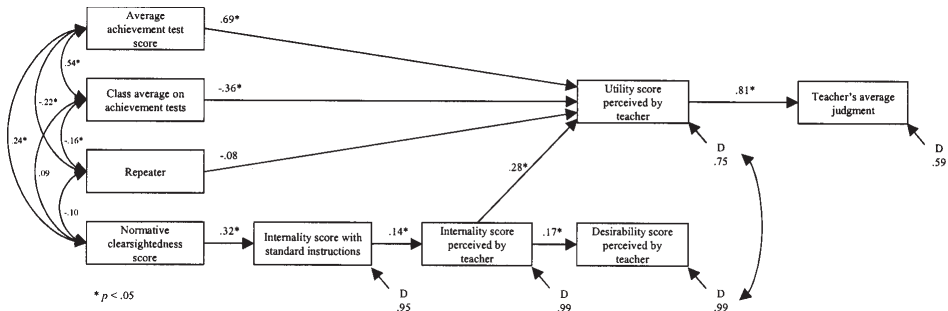 Average
achievement test
score
.69*
.54*
Class average on
achievement tests
-.36*
Utility score
perceived by
teacher
.81*
Teacher's average
judgment
-.22*
.24*
-.16*
.09
Repeater
-.08
D
.75
D
.59
.28*
-.10
Normative
clearsightedness
score
.32*
Internality score with
standard instructions
.14*
Internality score
perceived by
teacher
.17*
Desirability score
perceived by
teacher
* p < .05
D
.95
D
.99
D
.99